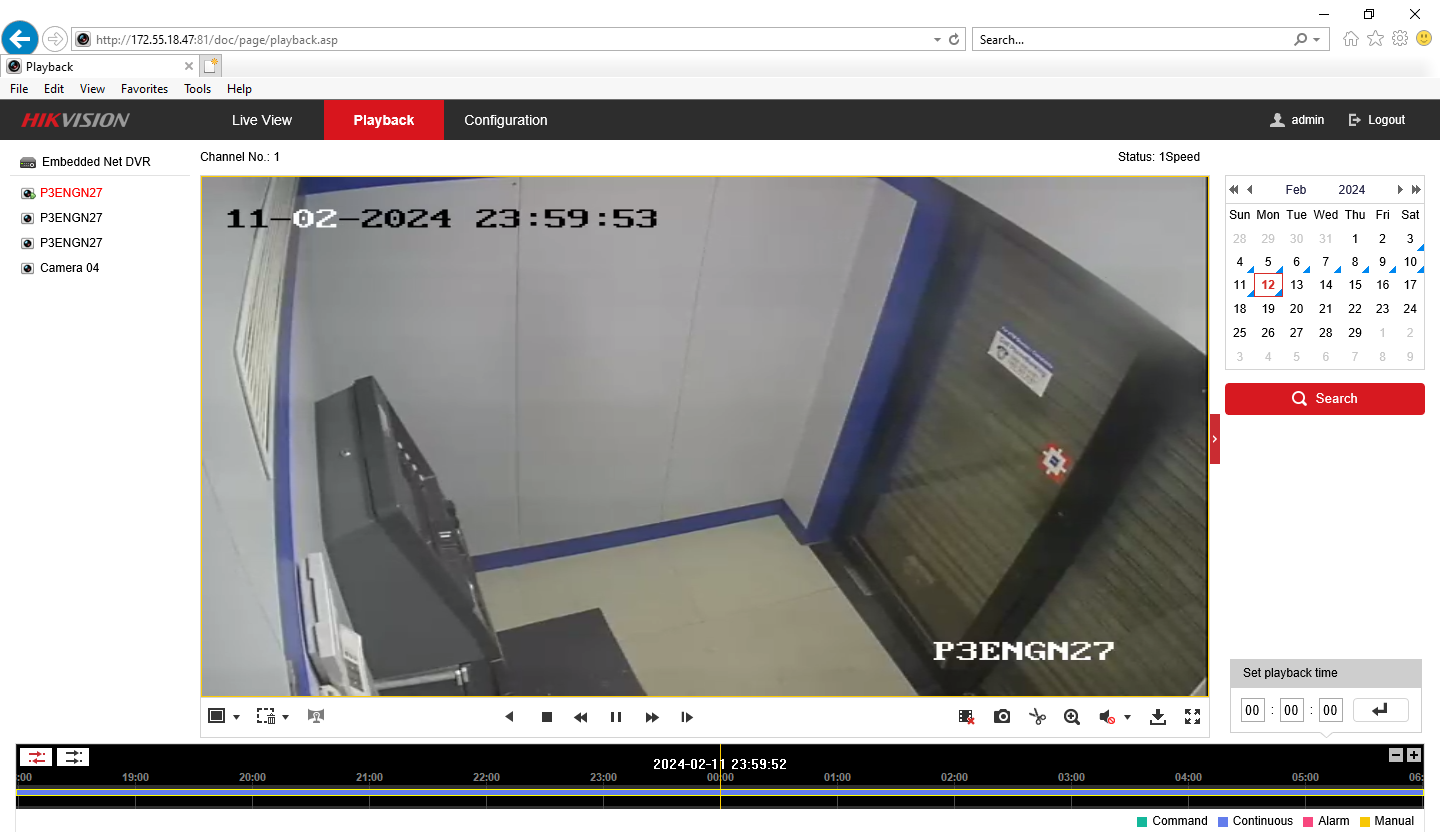 http://172.55.18.47:81/doc/page/playback.asp
Search...
Playback
File Edit View Favorites Tools Help
HIKVISION
Live View
Playback
Configuration
admin
Logout
Embedded Net DVR
P3ENGN27
P3ENGN27
P3ENGN27
Camera 04
Channel No.: 1
Status: 1Speed
11-02-2024 23:59:53
P3ENGN27
Feb 2024
Sun Mon Tue Wed Thu Fri Sat
28 29 30 31 1 2 3
4 5 6 7 8 9 10
11 12 13 14 15 16 17
18 19 20 21 22 23 24
25 26 27 28 29 1 2
3 4 5 6 7 8 9
Search
Set playback time
00 : 00 : 00
2024-02-11 23:59:52
:00 19:00 20:00 21:00 22:00 23:00 00:00 01:00 02:00 03:00 04:00 05:00 06:
Command Continuous Alarm Manual